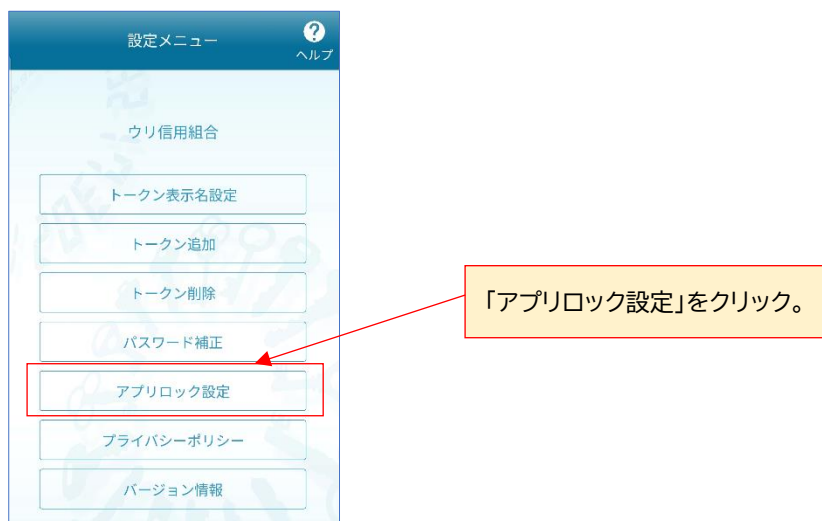 設定メニュー
?
ヘルプ
ウリ信用組合
トークン表示名設定
トークン追加
トークン削除
パスワード補正
アプリロック設定
プライバシーポリシー
バージョン情報
「アプリロック設定」をクリック。